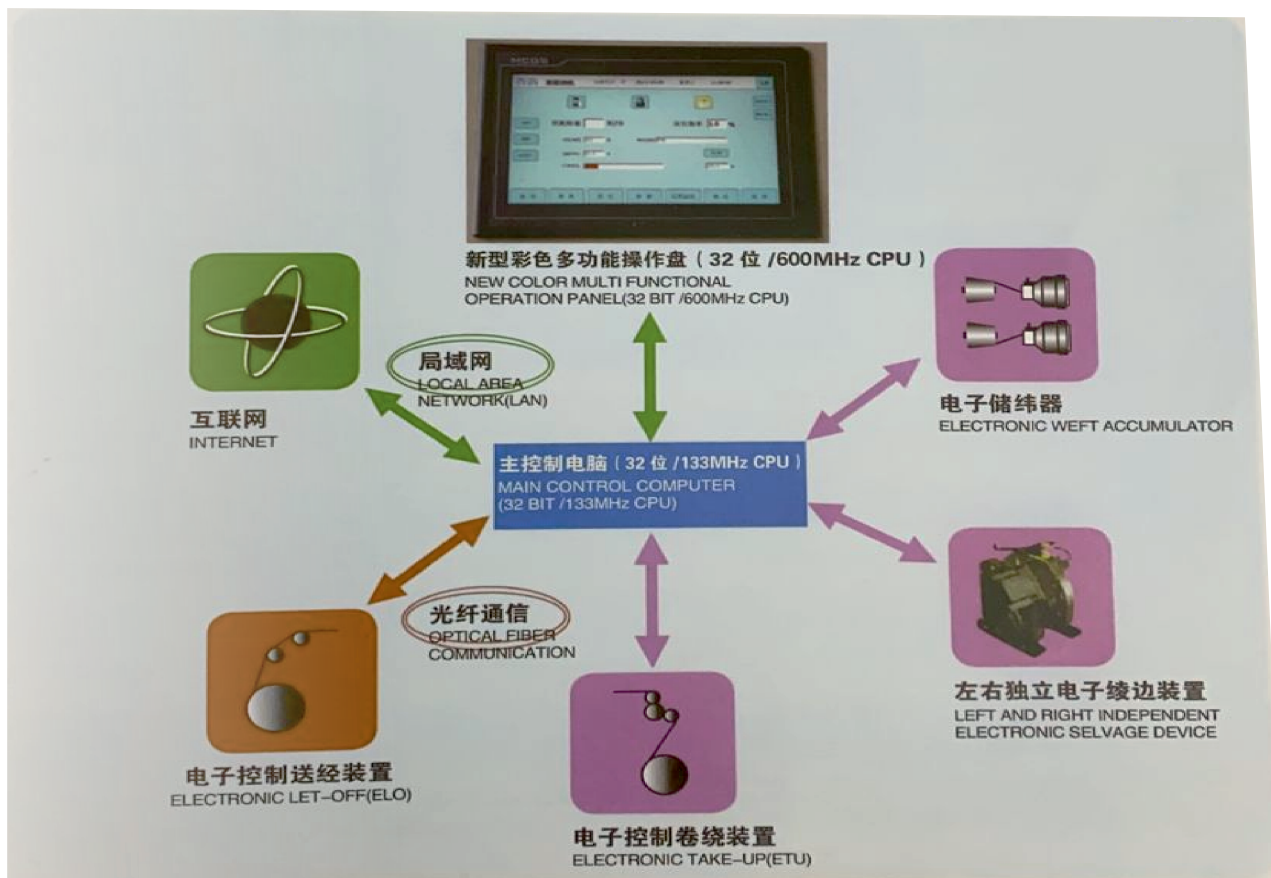 MCDS
新型彩色多功能操作盘（32 位 /600MHz CPU）
NEW COLOR MULTI FUNCTIONAL
OPERATION PANEL(32 BIT /600MHz CPU)
局域网
LOCAL AREA
NETWORK(LAN)
互联网
INTERNET
电子储纬器
ELECTRONIC WEFT ACCUMULATOR
主控制电脑（32 位 /133MHz CPU）
MAIN CONTROL COMPUTER
(32 BIT /133MHz CPU)
光纤通信
OPTICAL FIBER
COMMUNICATION
左右独立电子绫边装置
LEFT AND RIGHT INDEPENDENT
ELECTRONIC SELVAGE DEVICE
电子控制送经装置
ELECTRONIC LET-OFF(ELO)
电子控制卷绕装置
ELECTRONIC TAKE-UP(ETU)